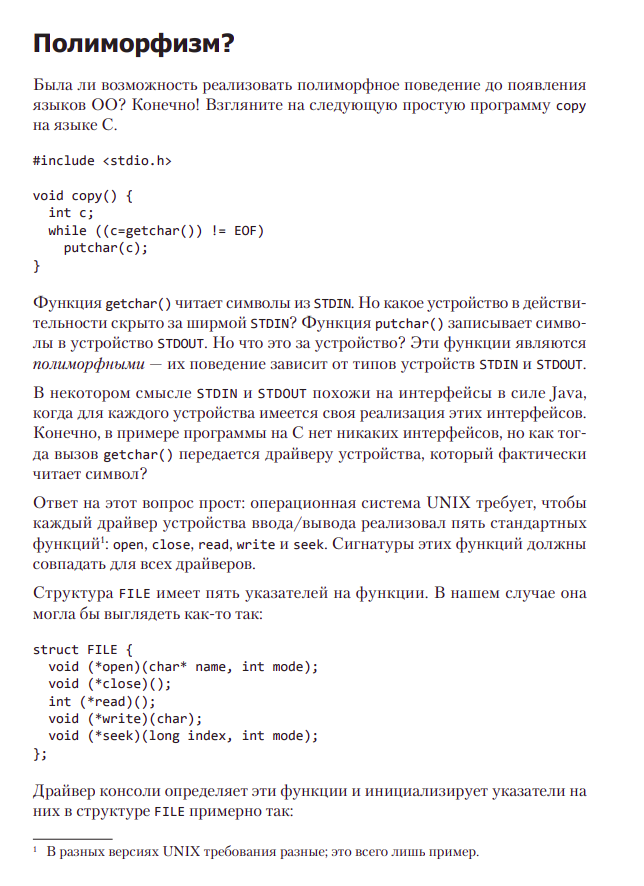 Полиморфизм?
Была ли возможность реализовать полиморфное поведение до появления
языков ОО? Конечно! Взгляните на следующую простую программу copy
на языке C.
#include <stdio.h>
void copy() {
  int c;
  while ((c=getchar()) != EOF)
    putchar(c);
}
Функция getchar() читает символы из STDIN. Но какое устройство в действи-
тельности скрыто за ширмой STDIN? Функция putchar() записывает симво-
лы в устройство STDOUT. Но что это за устройство? Эти функции являются
полиморфными — их поведение зависит от типов устройств STDIN и STDOUT.
В некотором смысле STDIN и STDOUT похожи на интерфейсы в силе Java,
когда для каждого устройства имеется своя реализация этих интерфейсов.
Конечно, в примере программы на C нет никаких интерфейсов, но как тог-
да вызов getchar() передается драйверу устройства, который фактически
читает символ?
Ответ на этот вопрос прост: операционная система UNIX требует, чтобы
каждый драйвер устройства ввода/вывода реализовал пять стандартных
функций¹: open, close, read, write и seek. Сигнатуры этих функций должны
совпадать для всех драйверов.
Структура FILE имеет пять указателей на функции. В нашем случае она
могла бы выглядеть как-то так:
struct FILE {
  void (*open)(char* name, int mode);
  void (*close)();
  int (*read)();
  void (*write)(char);
  void (*seek)(long index, int mode);
};
Драйвер консоли определяет эти функции и инициализирует указатели на
них в структуре FILE примерно так:
¹ В разных версиях UNIX требования разные; это всего лишь пример.